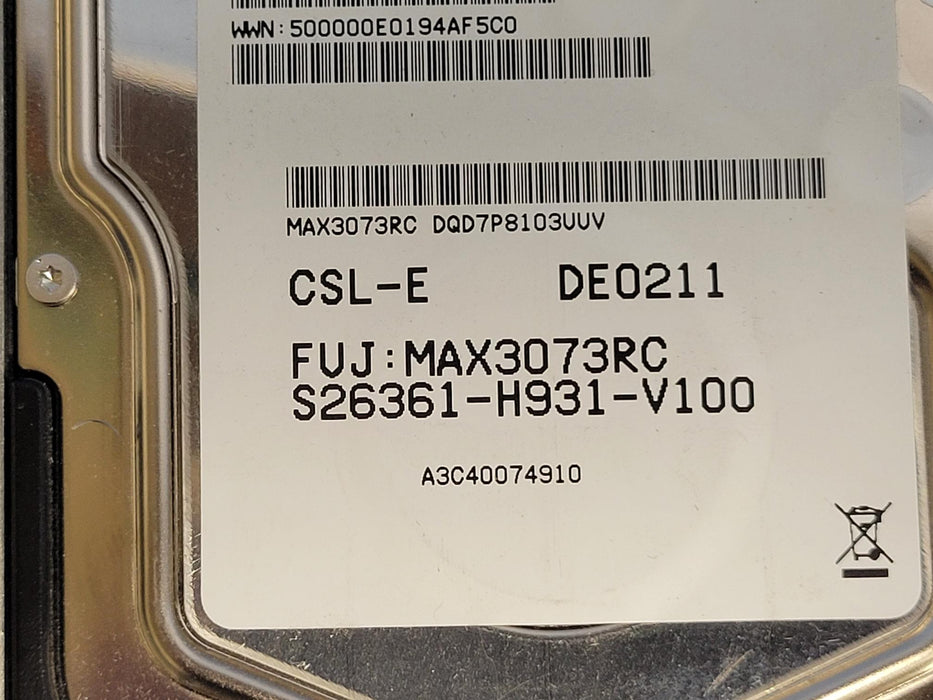 WWN:500000E0194AF5C0
MAX3073RC DQD7P8103UUV
CSL-E DE0211
FUJ:MAX3073RC
S26361-H931-V100
A3C40074910